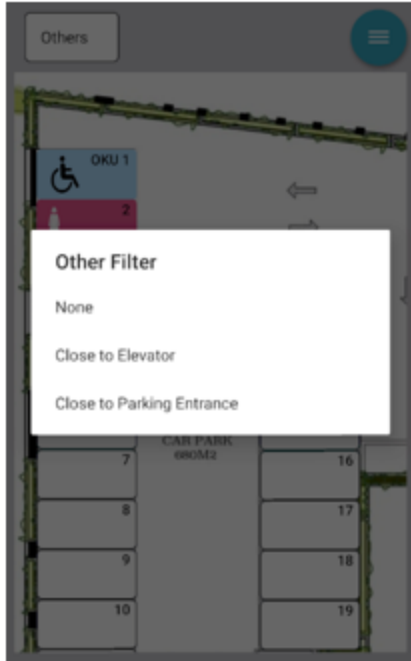 Others
OKU 1
2
Other Filter
None
Close to Elevator
Close to Parking Entrance
CAR PARK
680M2
7
16
8
17
9
18
10
19